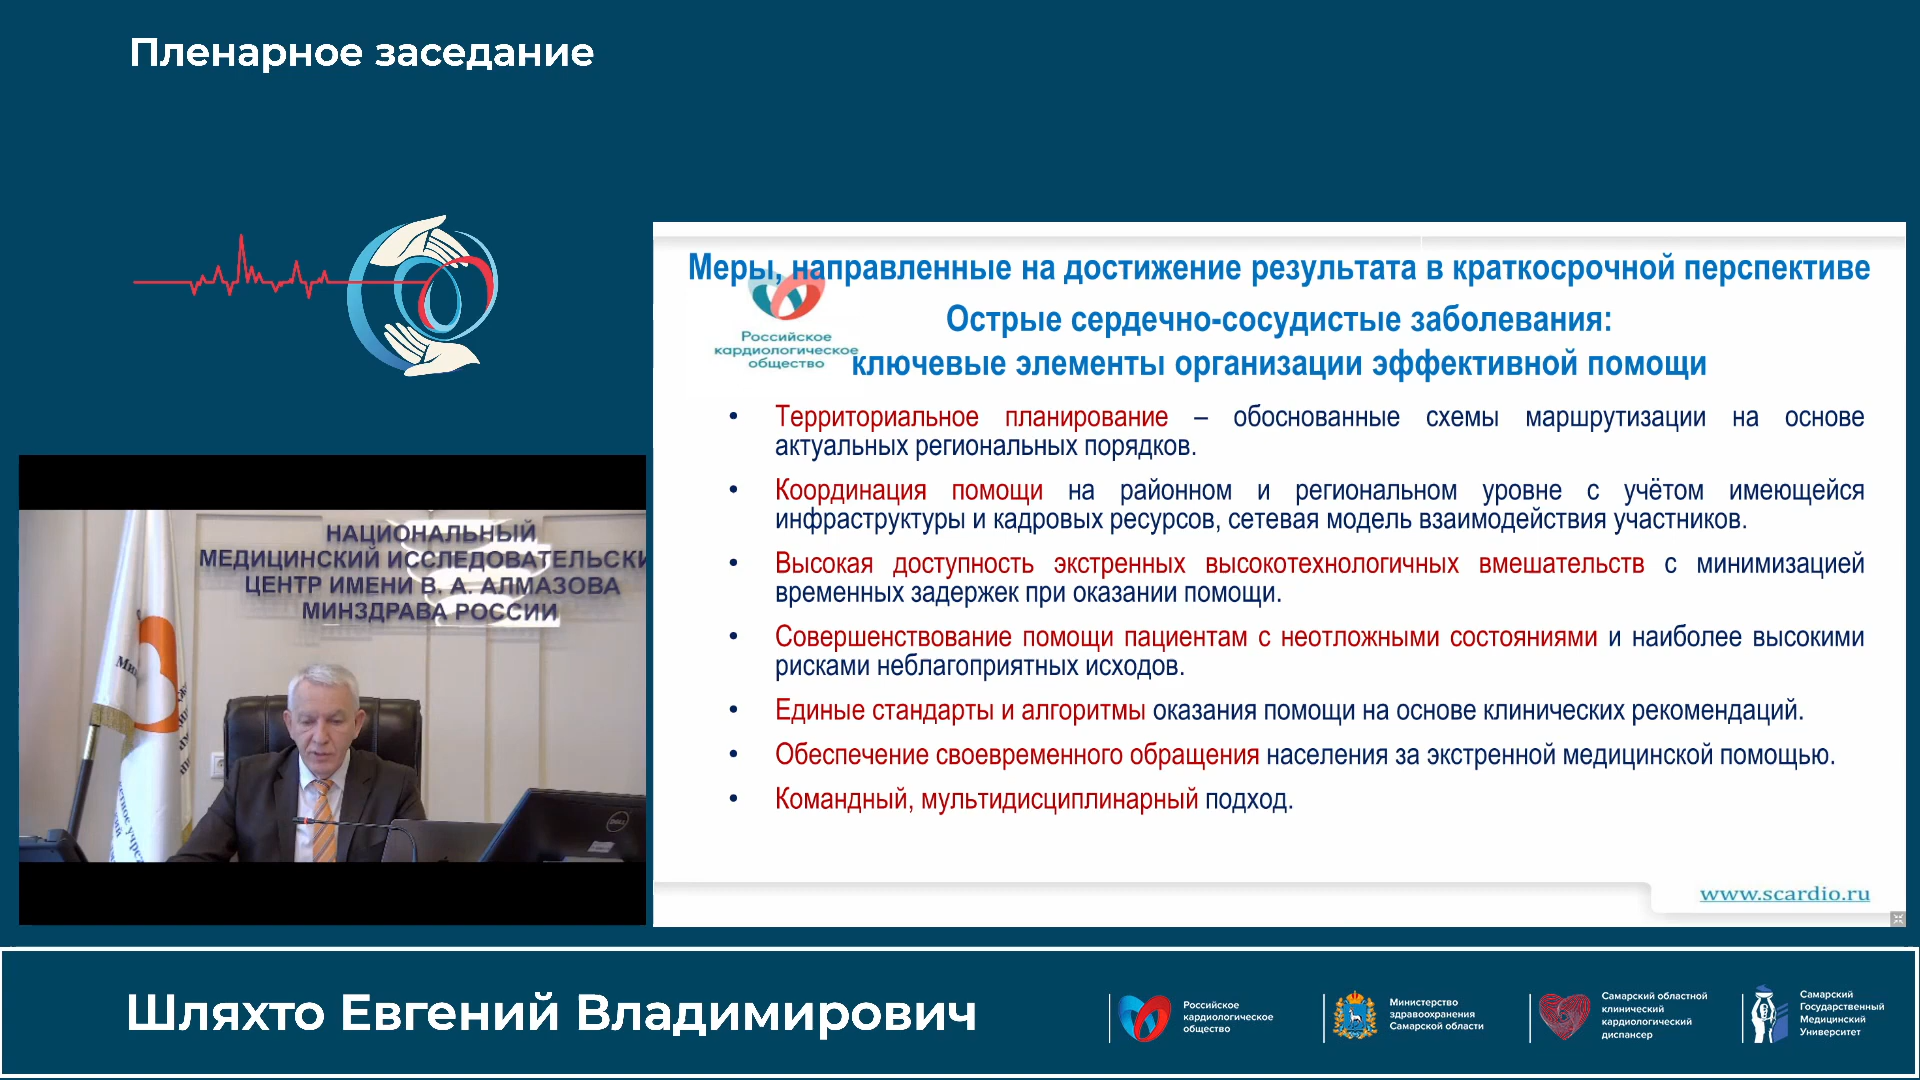 Пленарное заседание
НАЦИОНАЛЬНЫЙ
МЕДИЦИНСКИЙ ИССЛЕДОВАТЕЛЬСКИ
ЦЕНТР ИМЕНИ В. А. АЛМАЗОВА
МИНЗДРАВА РОССИИ
DELL
Меры, направленные на достижение результата в краткосрочной перспективе
Российское
кардиологическое
общество
Острые сердечно-сосудистые заболевания:
ключевые элементы организации эффективной помощи
• Территориальное планирование – обоснованные схемы маршрутизации на основе
актуальных региональных порядков.
• Координация помощи на районном и региональном уровне с учётом имеющейся
инфраструктуры и кадровых ресурсов, сетевая модель взаимодействия участников.
• Высокая доступность экстренных высокотехнологичных вмешательств с минимизацией
временных задержек при оказании помощи.
• Совершенствование помощи пациентам с неотложными состояниями и наиболее высокими
рисками неблагоприятных исходов.
• Единые стандарты и алгоритмы оказания помощи на основе клинических рекомендаций.
• Обеспечение своевременного обращения населения за экстренной медицинской помощью.
• Командный, мультидисциплинарный подход.
www.scardio.ru
Шляхто Евгений Владимирович
Российское
кардиологическое
общество
Министерство
здравоохранения
Самарской области
Самарский областной
клинический
кардиологический
диспансер
Самарский
Государственный
Медицинский
Университет